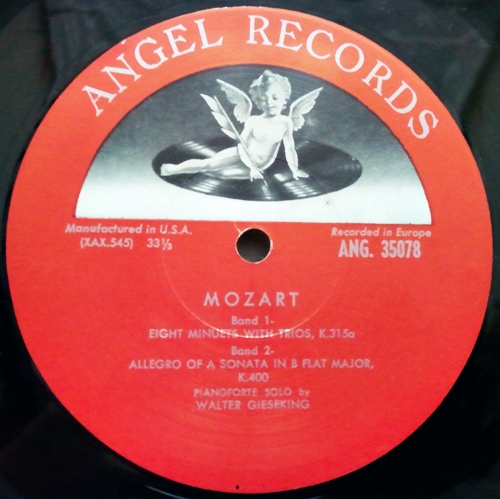 ANGEL RECORDS
Manufactured in U.S.A.
(XAX.545) 33⅓
Recorded in Europe
ANG. 35078
MOZART
Band 1-
EIGHT MINUETS WITH TRIOS, K.315a
Band 2-
ALLEGRO OF A SONATA IN B FLAT MAJOR,
K.400
PIANOFORTE SOLO by
WALTER GIESEKING